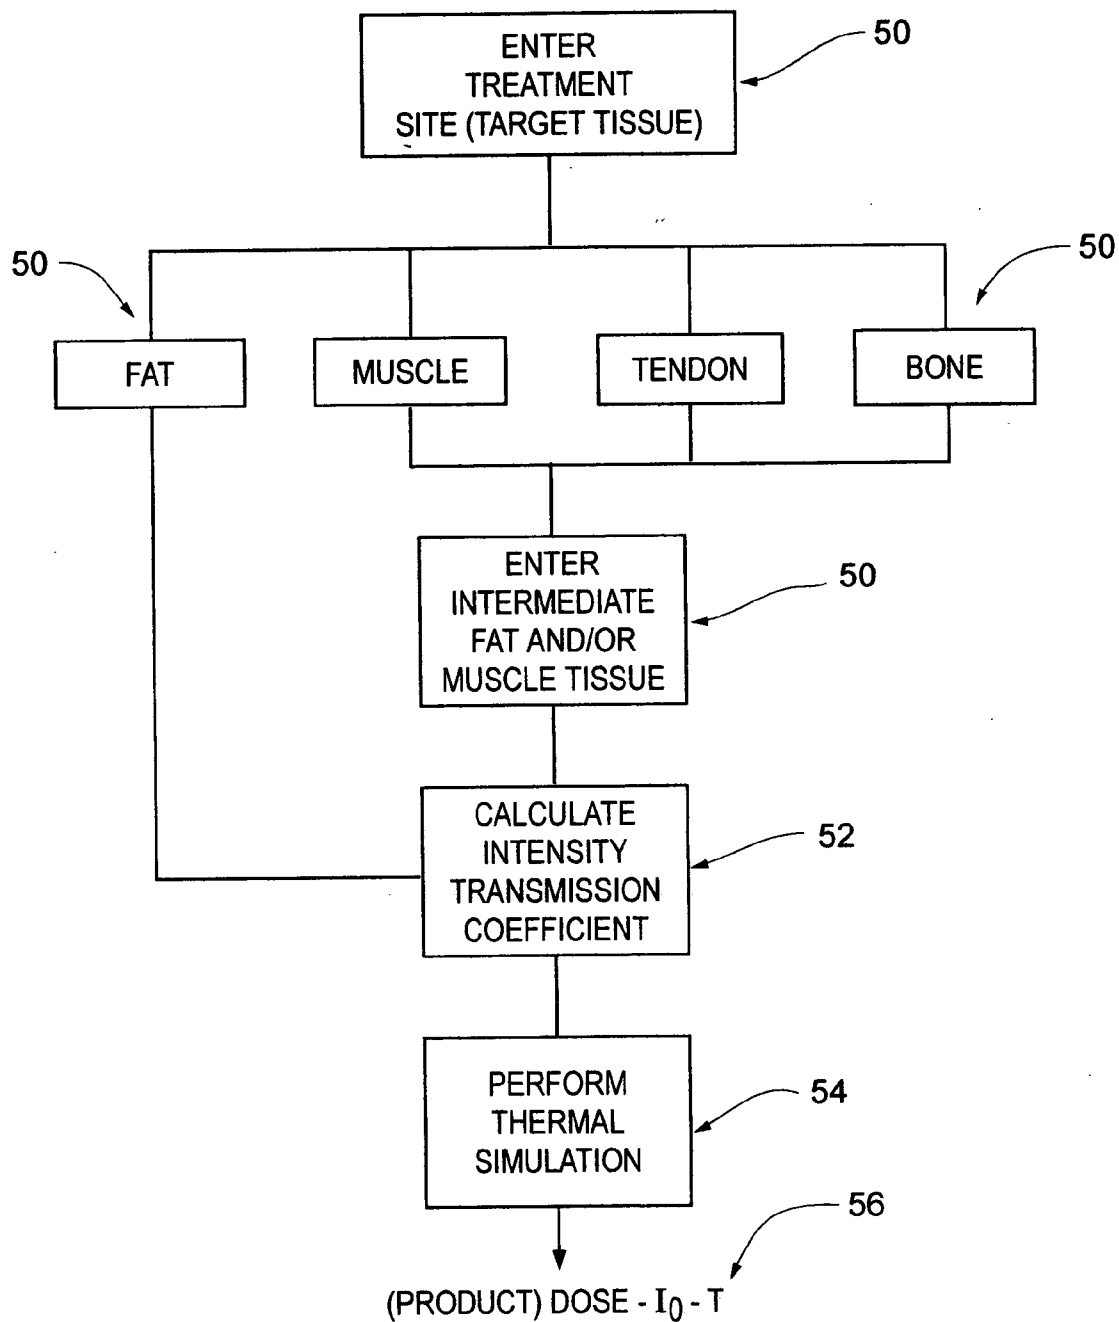 ENTER
TREATMENT
SITE (TARGET TISSUE)
50
50
50
FAT
MUSCLE
TENDON
BONE
ENTER
INTERMEDIATE
FAT AND/OR
MUSCLE TISSUE
50
CALCULATE
INTENSITY
TRANSMISSION
COEFFICIENT
52
PERFORM
THERMAL
SIMULATION
54
56
(PRODUCT) DOSE - I₀ - T